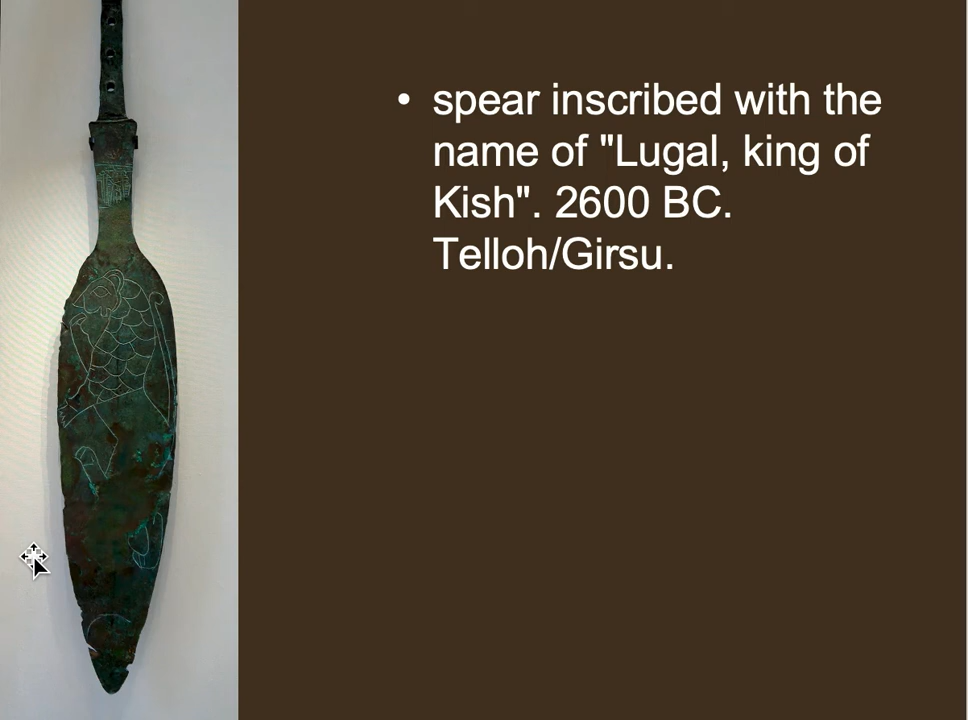 • spear inscribed with the
name of "Lugal, king of
Kish". 2600 BC.
Telloh/Girsu.